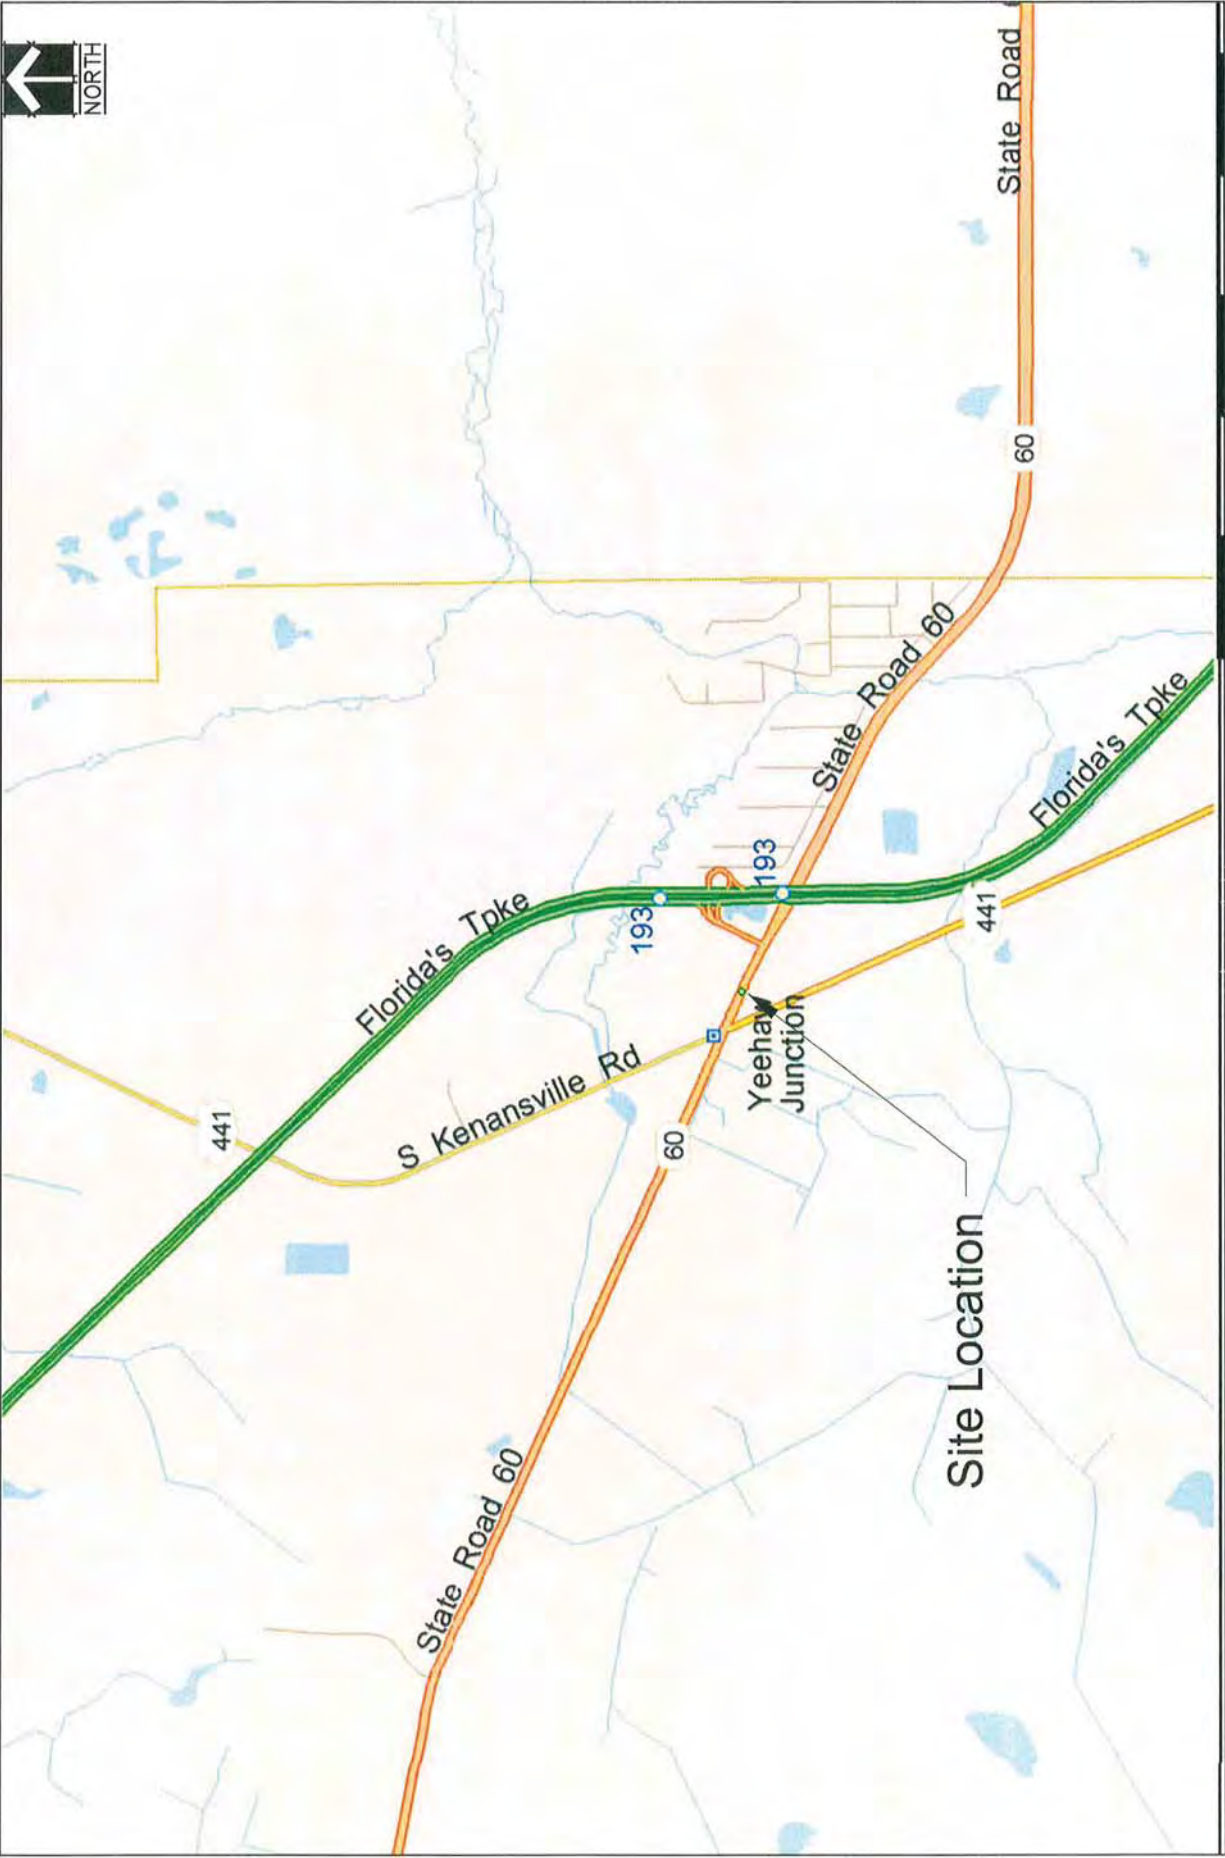 NORTH
State Road
60
State Road 60
Florida's Tpke
193
193
Florida's Tpke
441
441
S Kenansville Rd
Yeehaw
Junction
60
Site Location
State Road 60